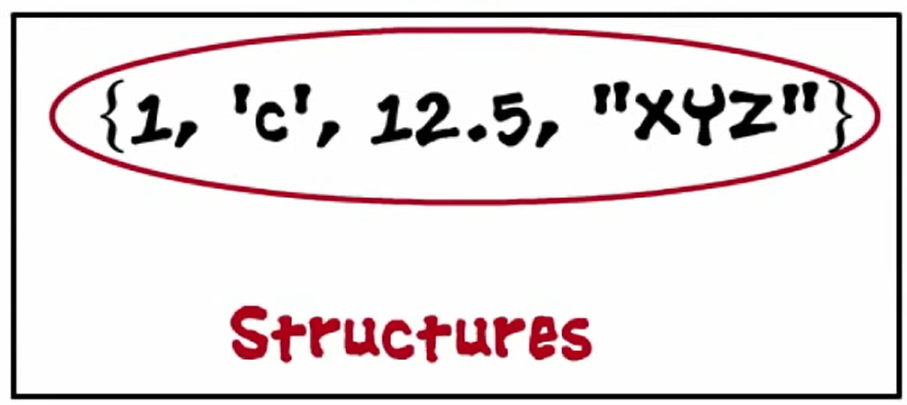 {1, 'c', 12.5, "XYZ"}
Structures